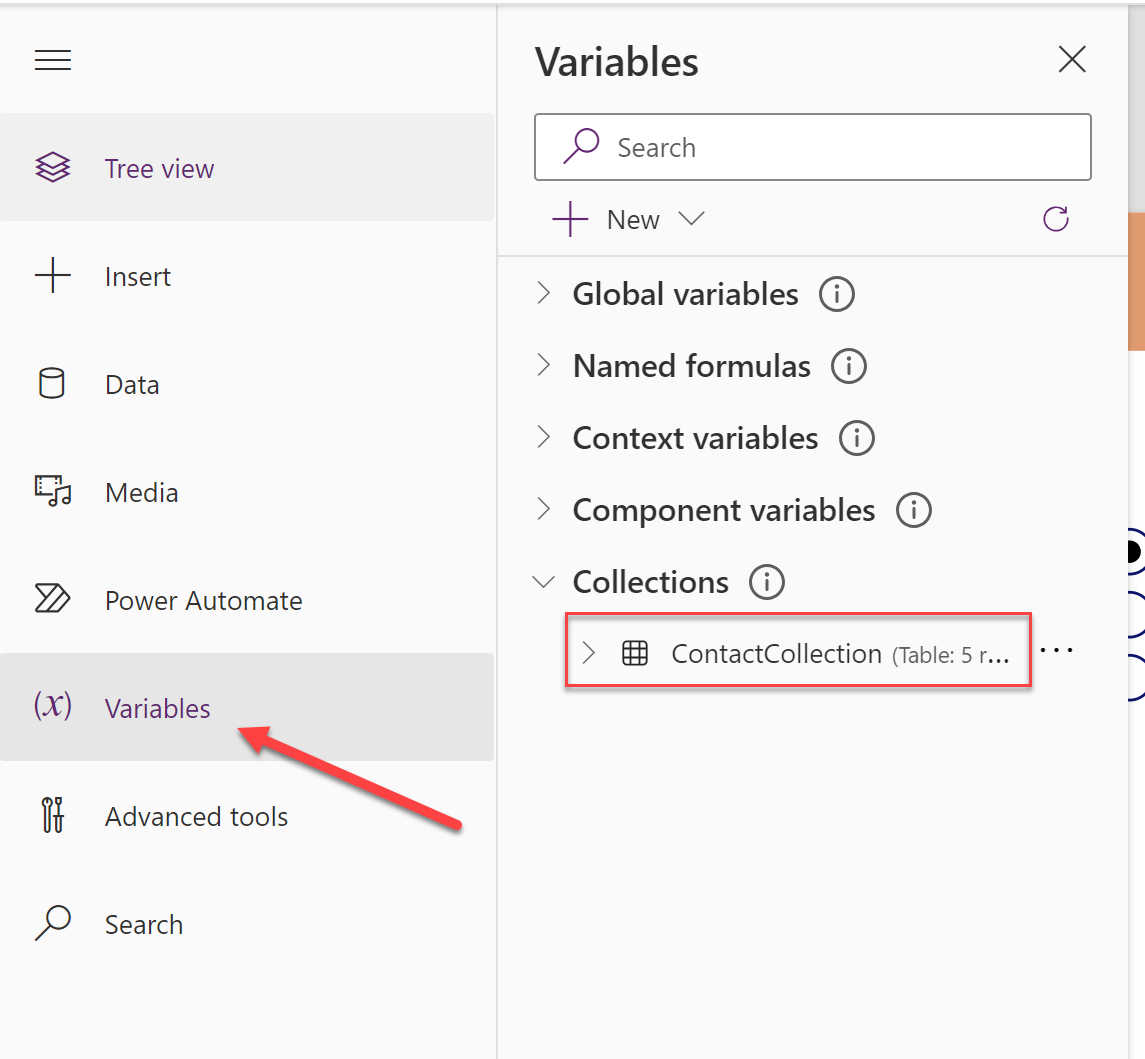 Tree view
Insert
Data
Media
Power Automate
(x) Variables
Advanced tools
Search
Variables
Search
New
Global variables
Named formulas
Context variables
Component variables
Collections
ContactCollection (Table: 5 r...